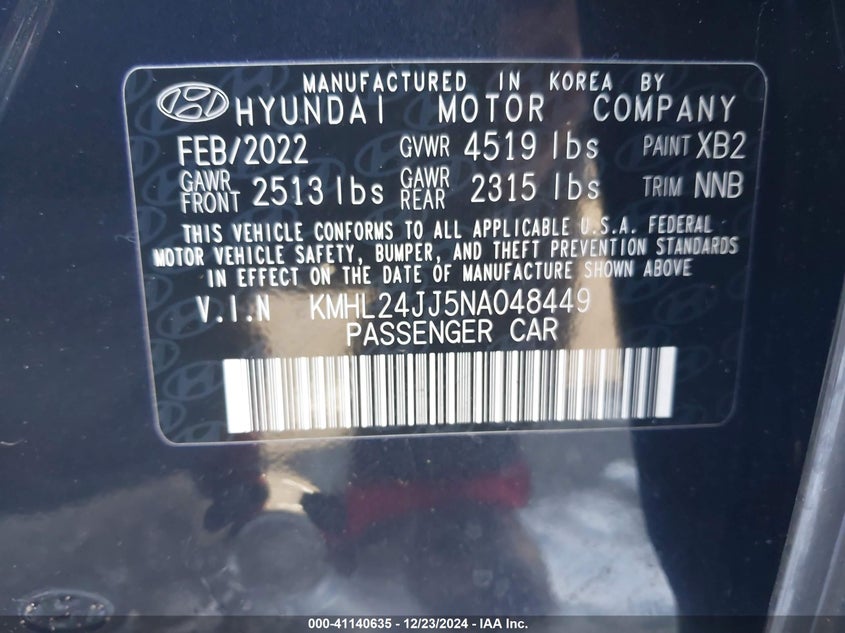 MANUFACTURED IN KOREA BY
HYUNDAI MOTOR COMPANY
FEB/2022 GVWR 4519 lbs PAINT XB2
GAWR FRONT 2513 lbs GAWR REAR 2315 lbs TRIM NNB
THIS VEHICLE CONFORMS TO ALL APPLICABLE U.S.A. FEDERAL
MOTOR VEHICLE SAFETY, BUMPER, AND THEFT PREVENTION STANDARDS
IN EFFECT ON THE DATE OF MANUFACTURE SHOWN ABOVE
V.I.N KMHL24JJ5NA048449
PASSENGER CAR
000-41140635 - 12/23/2024 - IAA Inc.